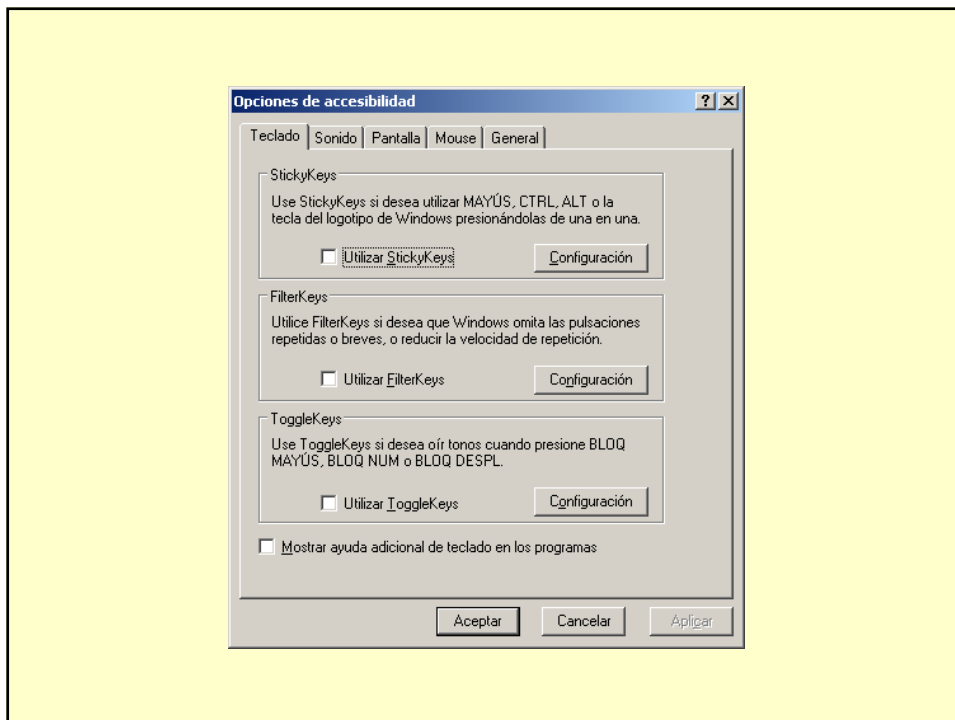 Opciones de accesibilidad
Teclado Sonido Pantalla Mouse General
StickyKeys
Use StickyKeys si desea utilizar MAYÚS, CTRL, ALT o la
tecla del logotipo de Windows presionándolas de una en una.
Utilizar StickyKeys Configuración
FilterKeys
Utilice FilterKeys si desea que Windows omita las pulsaciones
repetidas o breves, o reducir la velocidad de repetición.
Utilizar FilterKeys Configuración
ToggleKeys
Use ToggleKeys si desea oír tonos cuando presione BLOQ
MAYÚS, BLOQ NUM o BLOQ DESPL.
Utilizar ToggleKeys Configuración
Mostrar ayuda adicional de teclado en los programas
Aceptar Cancelar Aplicar